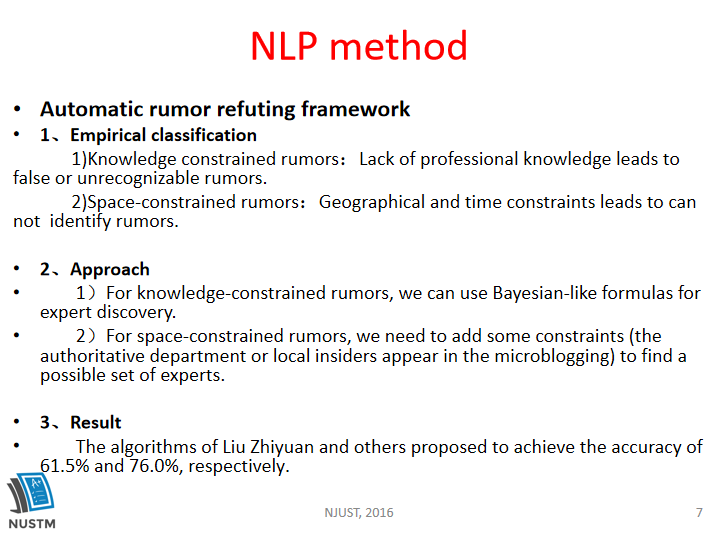 NLP method
• Automatic rumor refuting framework
• 1、Empirical classification
1)Knowledge constrained rumors：Lack of professional knowledge leads to
false or unrecognizable rumors.
2)Space-constrained rumors：Geographical and time constraints leads to can
not identify rumors.
• 2、Approach
• 1）For knowledge-constrained rumors, we can use Bayesian-like formulas for
expert discovery.
• 2）For space-constrained rumors, we need to add some constraints (the
authoritative department or local insiders appear in the microblogging) to find a
possible set of experts.
• 3、Result
• The algorithms of Liu Zhiyuan and others proposed to achieve the accuracy of
61.5% and 76.0%, respectively.
A+
NUSTM
NJUST, 2016
7